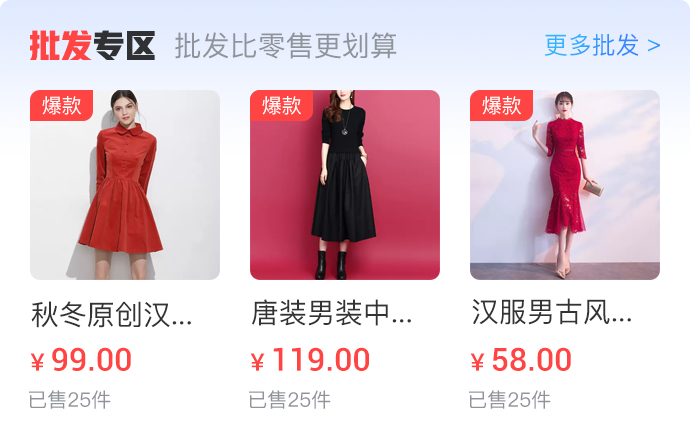 批发专区 批发比零售更划算 更多批发 >
爆款 爆款 爆款
秋冬原创汉... 唐装男装中... 汉服男古风...
¥ 99.00 ¥ 119.00 ¥ 58.00
已售25件 已售25件 已售25件